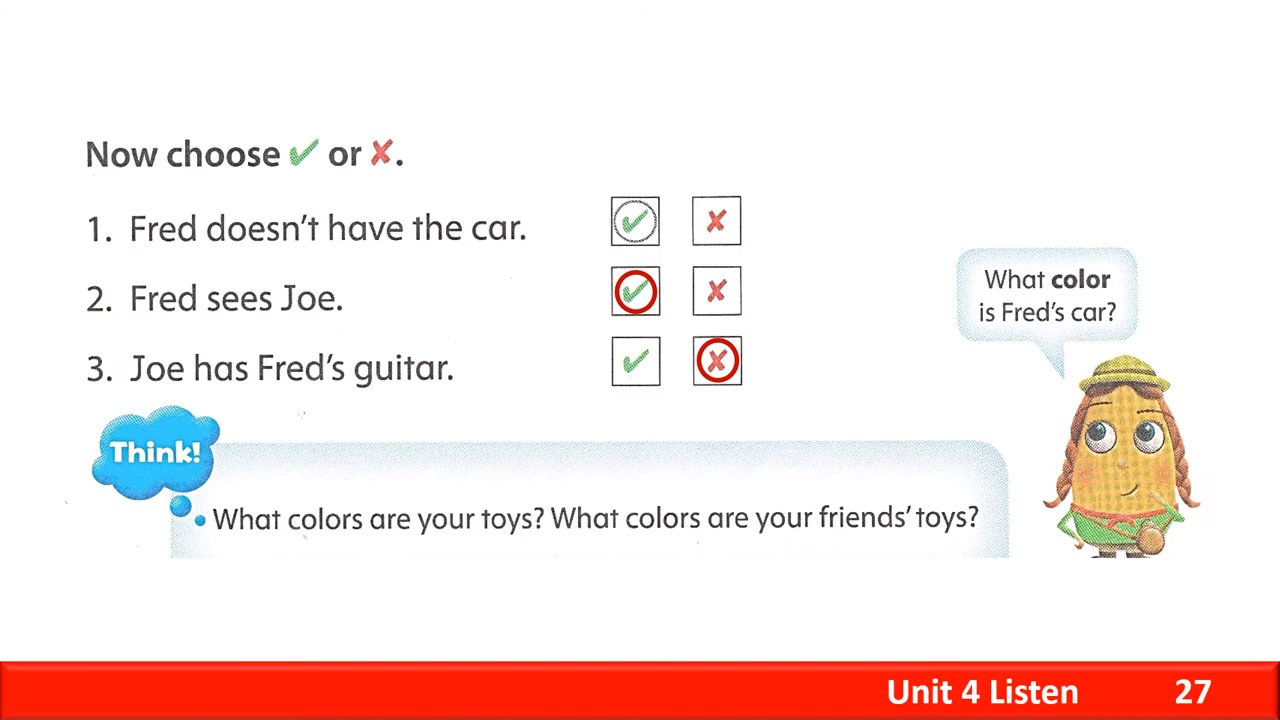 Now choose ✔ or ✘.
1. Fred doesn't have the car. ✔ ✘
2. Fred sees Joe. ✔ ✘
3. Joe has Fred's guitar. ✔ ✘
What color
is Fred's car?
Think!
What colors are your toys? What colors are your friends' toys?
Unit 4 Listen 27